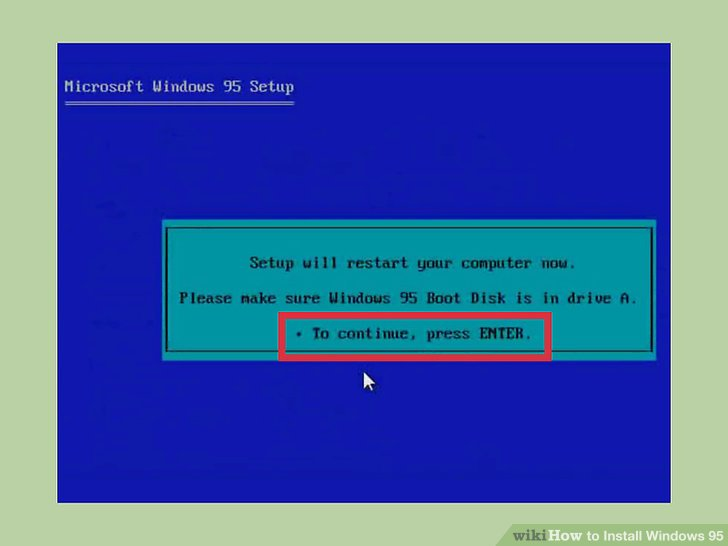 Microsoft Windows 95 Setup
Setup will restart your computer now.
Please make sure Windows 95 Boot Disk is in drive A.
• To continue, press ENTER.
wikiHow to Install Windows 95